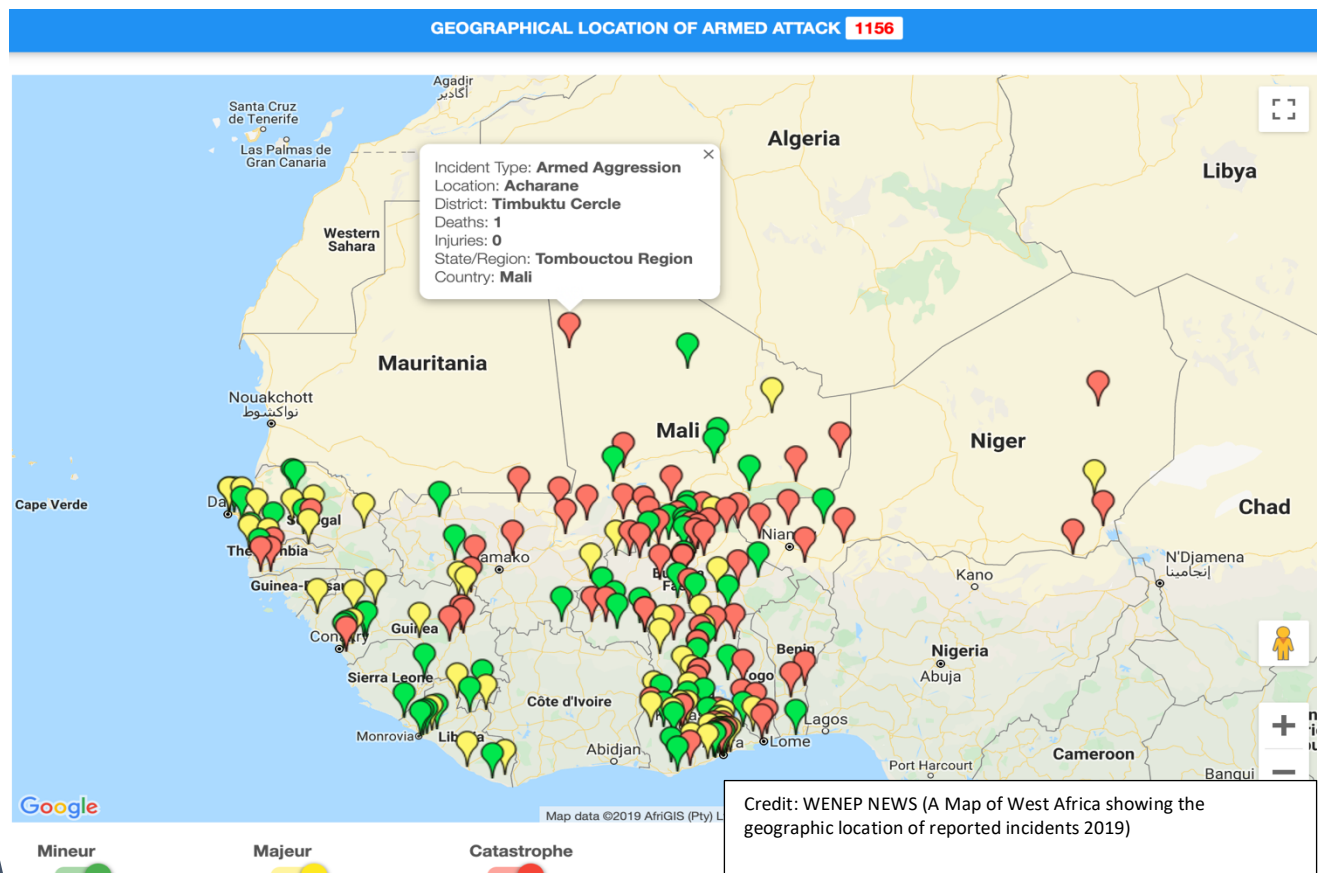 GEOGRAPHICAL LOCATION OF ARMED ATTACK 1156
Agadir
أكادير
Santa Cruz
de Tenerife
Las Palmas de
Gran Canaria
Algeria
Libya
Incident Type: Armed Aggression
Location: Acharane
District: Timbuktu Cercle
Deaths: 1
Injuries: 0
State/Region: Tombouctou Region
Country: Mali
Western
Sahara
Mauritania
Nouakchott
نواكشوط
Mali
Niger
Cape Verde
Chad
N'Djamena
إنجامينا
Kano
Guinea
Benin
Nigeria
Abuja
Sierra Leone
Côte d'Ivoire
Lagos
Monrovia
Abidjan
Lome
Cameroon
Port Harcourt
Bangui
Google
Map data ©2019 AfriGIS (Pty) L
Credit: WENEP NEWS (A Map of West Africa showing the
geographic location of reported incidents 2019)
Mineur Majeur Catastrophe